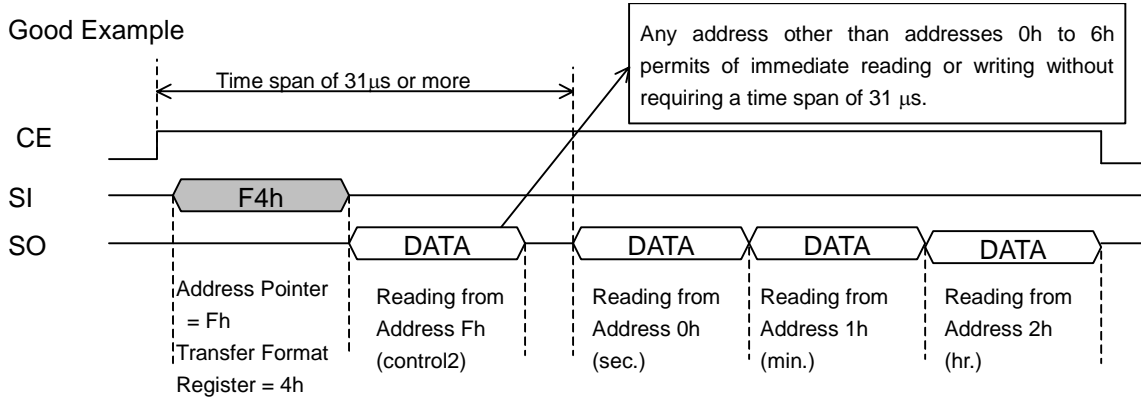 Good Example
Any address other than addresses 0h to 6h
permits of immediate reading or writing without
requiring a time span of 31 μs.
Time span of 31μs or more
CE
SI
F4h
SO
DATA
DATA
DATA
DATA
Address Pointer
= Fh
Transfer Format
Register = 4h
Reading from
Address Fh
(control2)
Reading from
Address 0h
(sec.)
Reading from
Address 1h
(min.)
Reading from
Address 2h
(hr.)